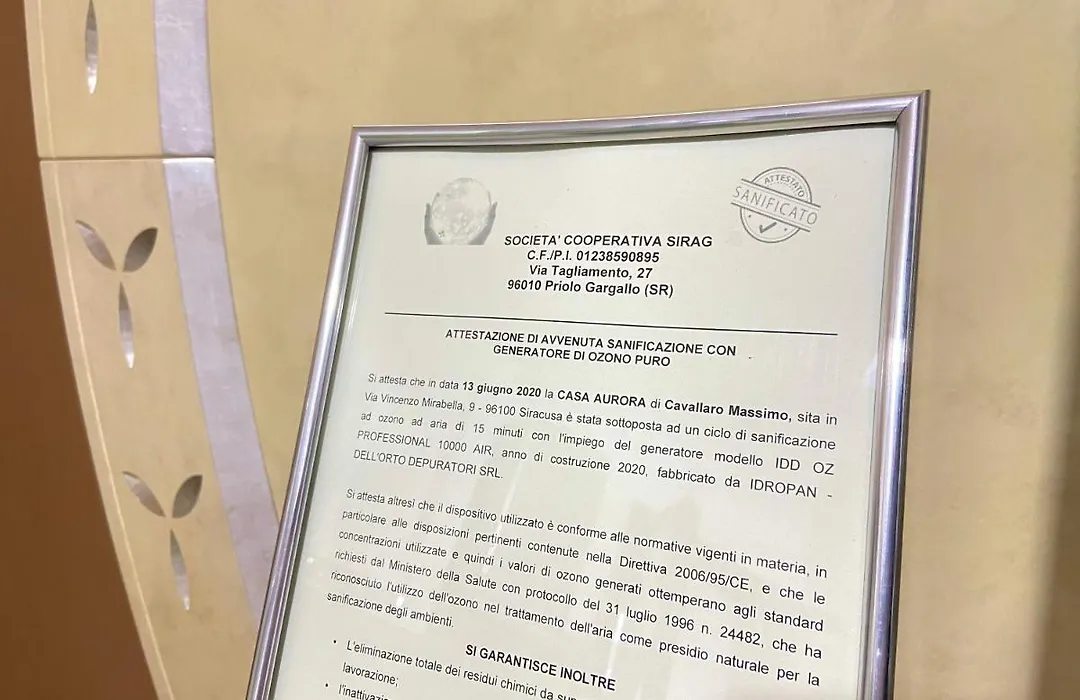 ATTESTATO
SANIFICATO
SOCIETA' COOPERATIVA SIRAG
C.F./P.I. 01238590895
Via Tagliamento, 27
96010 Priolo Gargallo (SR)
ATTESTAZIONE DI AVVENUTA SANIFICAZIONE CON
GENERATORE DI OZONO PURO
Si attesta che in data 13 giugno 2020 la CASA AURORA di Cavallaro Massimo, sita in
Via Vincenzo Mirabella, 9 - 96100 Siracusa è stata sottoposta ad un ciclo di sanificazione
ad ozono ad aria di 15 minuti con l'impiego del generatore modello IDD OZ
PROFESSIONAL 10000 AIR, anno di costruzione 2020, fabbricato da IDROPAN -
DELL'ORTO DEPURATORI SRL.
Si attesta altresì che il dispositivo utilizzato è conforme alle normative vigenti in materia, in
particolare alle disposizioni pertinenti contenute nella Direttiva 2006/95/CE, e che le
concentrazioni utilizzate e quindi i valori di ozono generati ottemperano agli standard
richiesti dal Ministero della Salute con protocollo del 31 luglio 1996 n. 24482, che ha
riconosciuto l'utilizzo dell'ozono nel trattamento dell'aria come presidio naturale per la
sanificazione degli ambienti.
SI GARANTISCE INOLTRE
• L'eliminazione totale dei residui chimici da
lavorazione;